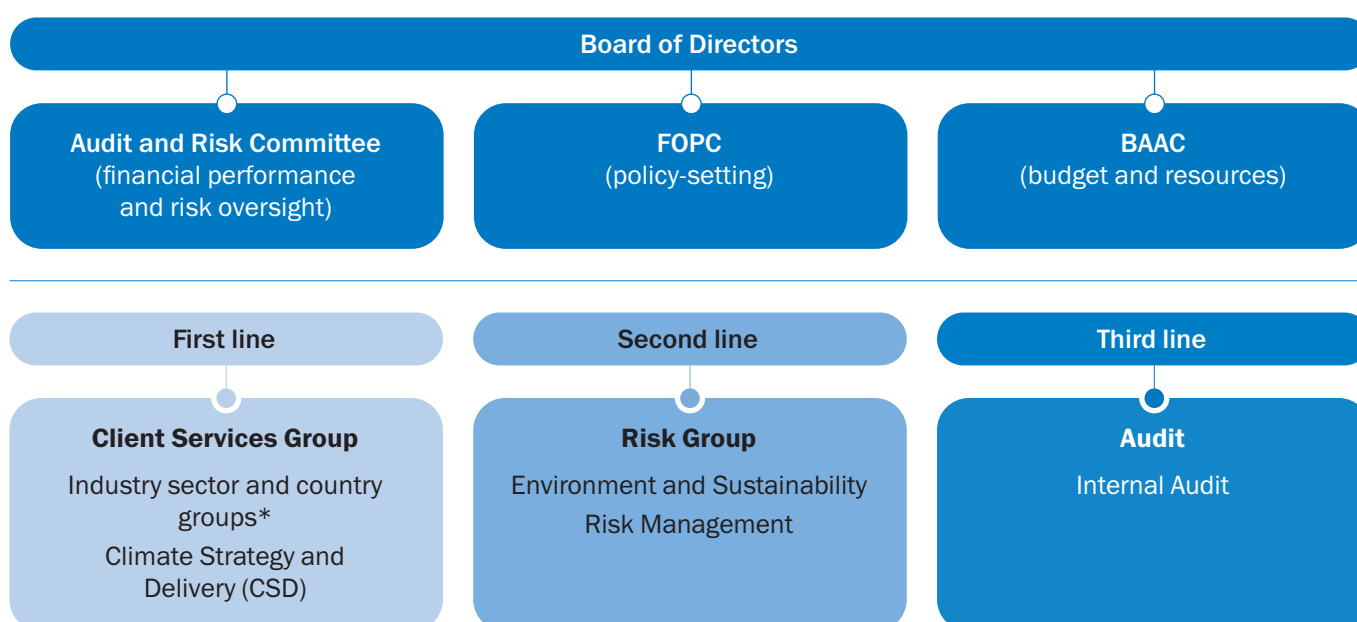 Board of Directors
Audit and Risk Committee
(financial performance
and risk oversight)
FOPC
(policy-setting)
BAAC
(budget and resources)
First line
Second line
Third line
Client Services Group
Industry sector and country
groups*
Climate Strategy and
Delivery (CSD)
Risk Group
Environment and Sustainability
Risk Management
Audit
Internal Audit